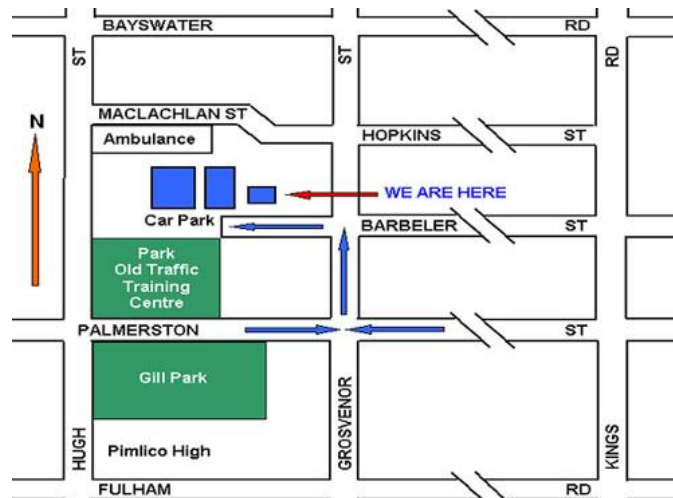 BAYSWATER RD
ST
ST
RD
N
MACLACHLAN ST
HOPKINS ST
Ambulance
WE ARE HERE
Car Park
BARBELER ST
Park
Old Traffic
Training
Centre
PALMERSTON ST
Gill Park
HUGH
GROSVENOR
KINGS
Pimlico High
FULHAM RD